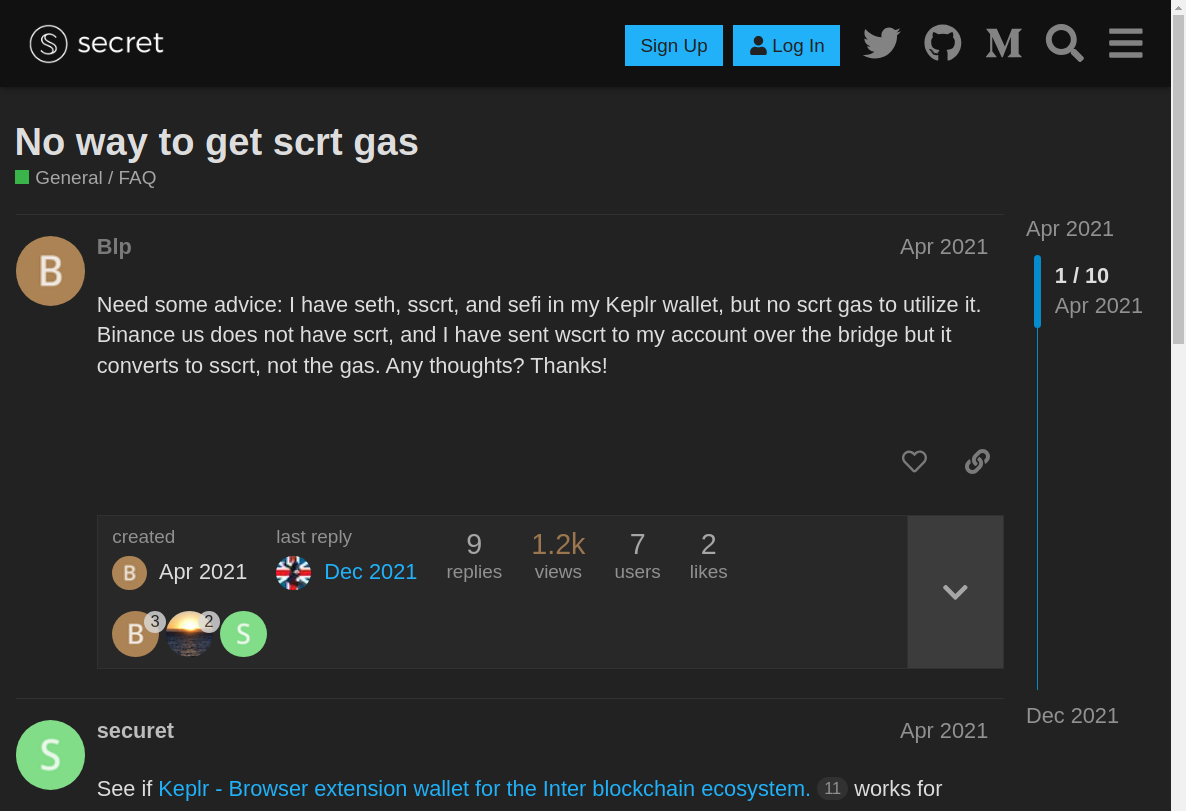 secret
Sign Up
Log In
No way to get scrt gas
General / FAQ
Apr 2021
1 / 10
Apr 2021
Dec 2021
B
Blp
Apr 2021
Need some advice: I have seth, sscrt, and sefi in my Keplr wallet, but no scrt gas to utilize it.
Binance us does not have scrt, and I have sent wscrt to my account over the bridge but it
converts to sscrt, not the gas. Any thoughts? Thanks!
created
B Apr 2021
last reply
Dec 2021
9
replies
1.2k
views
7
users
2
likes
B 3 2 S
S
securet
Apr 2021
See if Keplr - Browser extension wallet for the Inter blockchain ecosystem. 11 works for